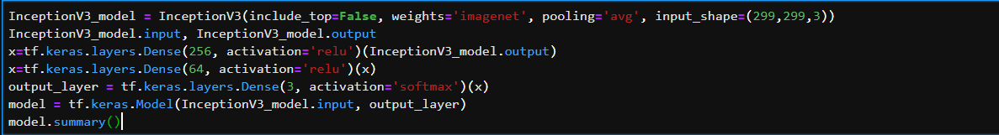 InceptionV3_model = InceptionV3(include_top=False, weights='imagenet', pooling='avg', input_shape=(299,299,3))
InceptionV3_model.input, InceptionV3_model.output
x=tf.keras.layers.Dense(256, activation='relu')(InceptionV3_model.output)
x=tf.keras.layers.Dense(64, activation='relu')(x)
output_layer = tf.keras.layers.Dense(3, activation='softmax')(x)
model = tf.keras.Model(InceptionV3_model.input, output_layer)
model.summary()